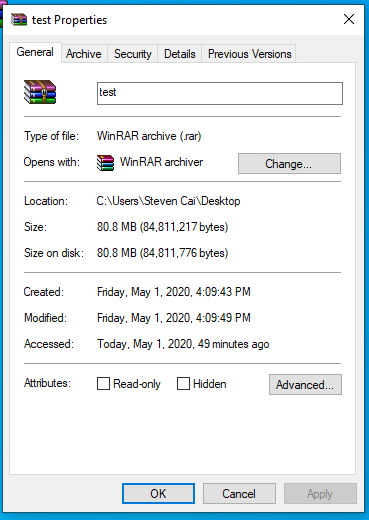 test Properties
General Archive Security Details Previous Versions
test
Type of file: WinRAR archive (.rar)
Opens with: WinRAR archiver Change...
Location: C:\Users\Steven Cai\Desktop
Size: 80.8 MB (84,811,217 bytes)
Size on disk: 80.8 MB (84,811,776 bytes)
Created: Friday, May 1, 2020, 4:09:43 PM
Modified: Friday, May 1, 2020, 4:09:49 PM
Accessed: Today, May 1, 2020, 49 minutes ago
Attributes: Read-only Hidden Advanced...
OK Cancel Apply